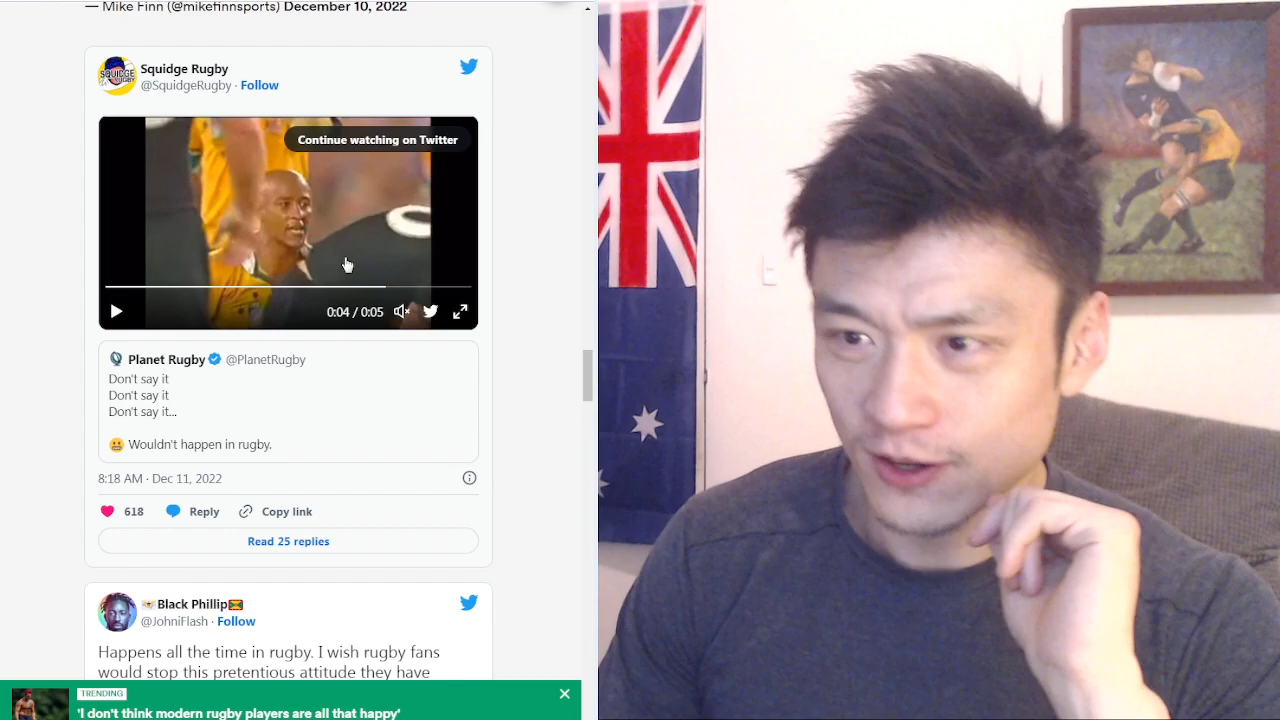 — Mike Finn (@mikefinnsports) December 10, 2022
Squidge Rugby
@SquidgeRugby · Follow
SQUIDGE
RUGBY
Continue watching on Twitter
0:04 / 0:05
Planet Rugby @PlanetRugby
Don't say it
Don't say it
Don't say it...
😬 Wouldn't happen in rugby.
8:18 AM · Dec 11, 2022
618 Reply Copy link
Read 25 replies
Black Phillip🇬🇩
@JohniFlash · Follow
Happens all the time in rugby. I wish rugby fans
would stop this pretentious attitude they have
TRENDING
'I don't think modern rugby players are all that happy'